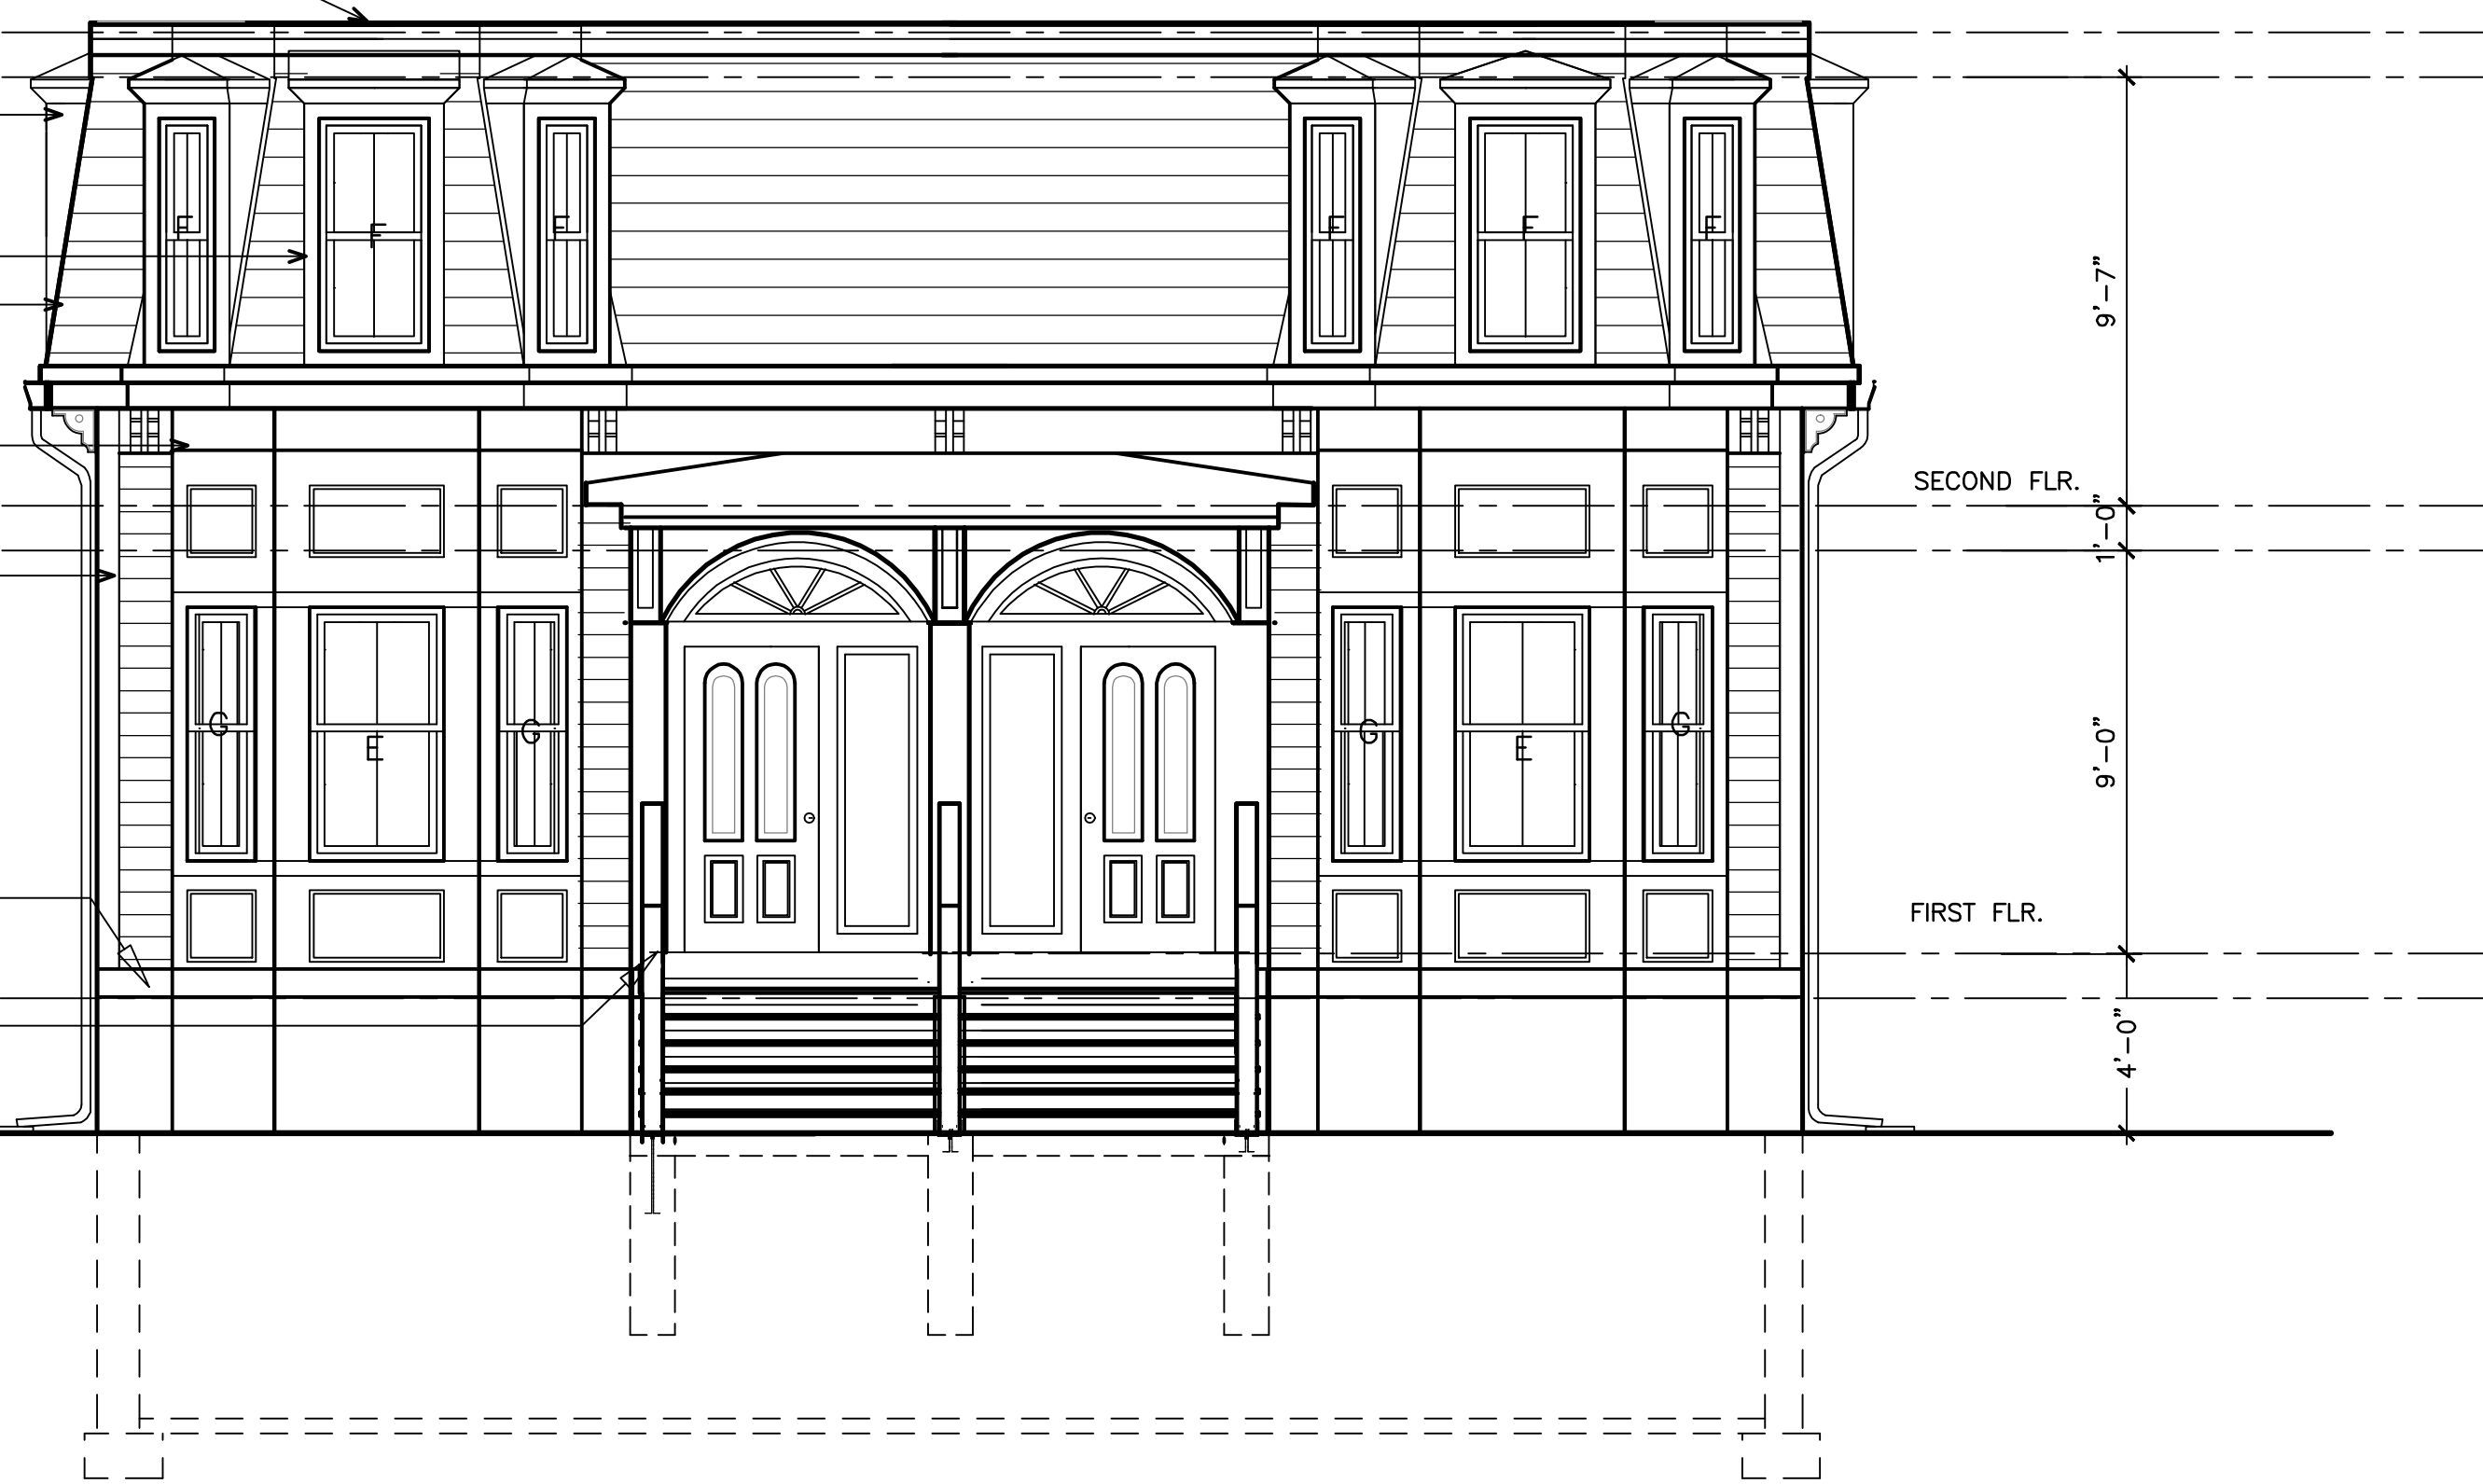 F F F F F F
9'-7"
SECOND FLR.
1'-0"
G E G G E G
9'-0"
FIRST FLR.
4'-0"